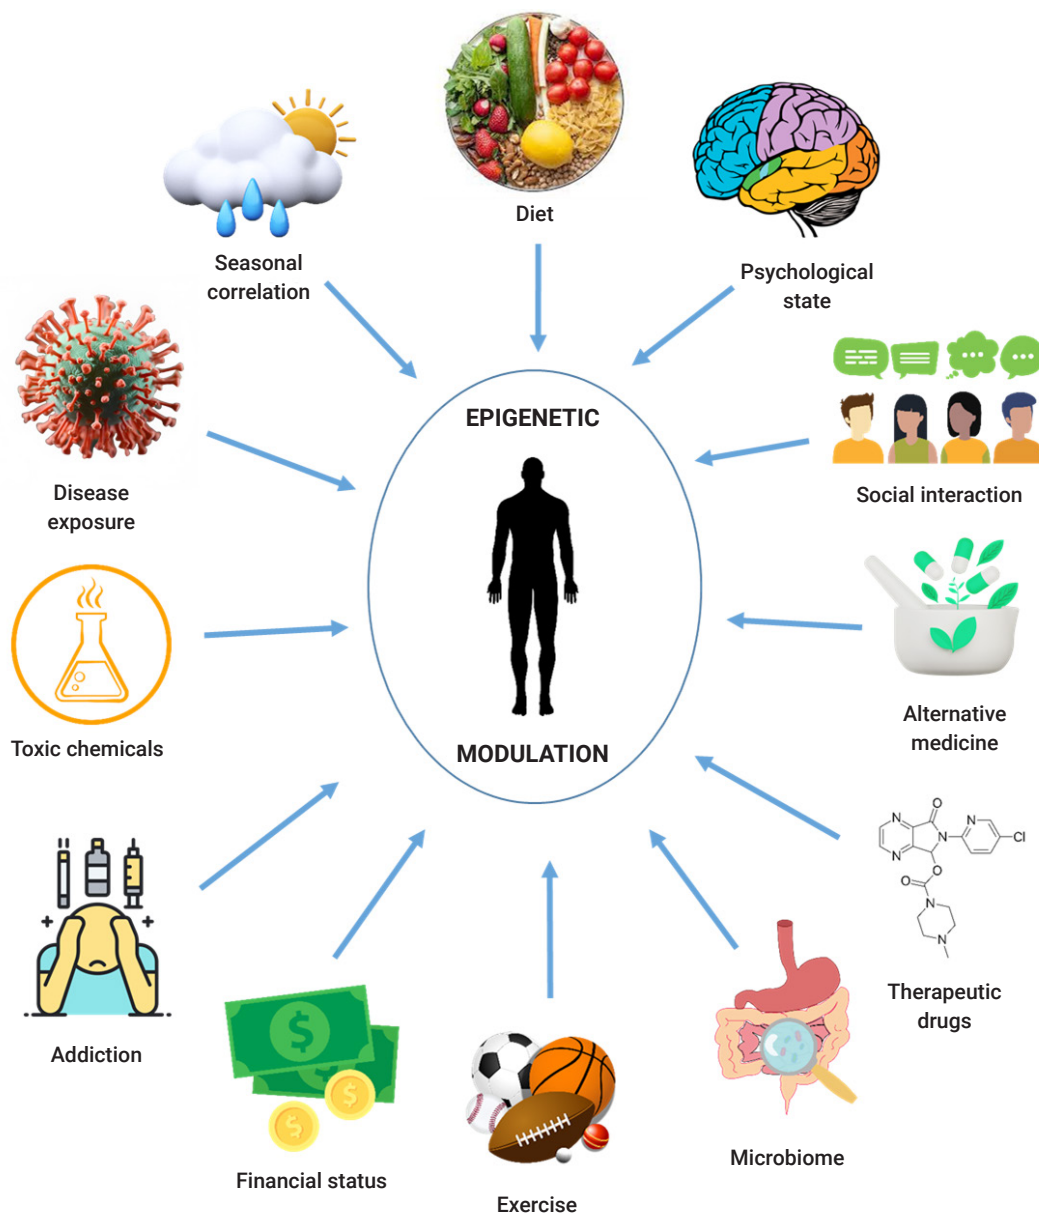 Diet
Seasonal
correlation
Psychological
state
Disease
exposure
EPIGENETIC
Social interaction
MODULATION
Toxic chemicals
Alternative
medicine
O
N
N
N
N
Cl
O
O
N
N
Therapeutic
drugs
Addiction
$
$
$
Financial status
Exercise
Microbiome